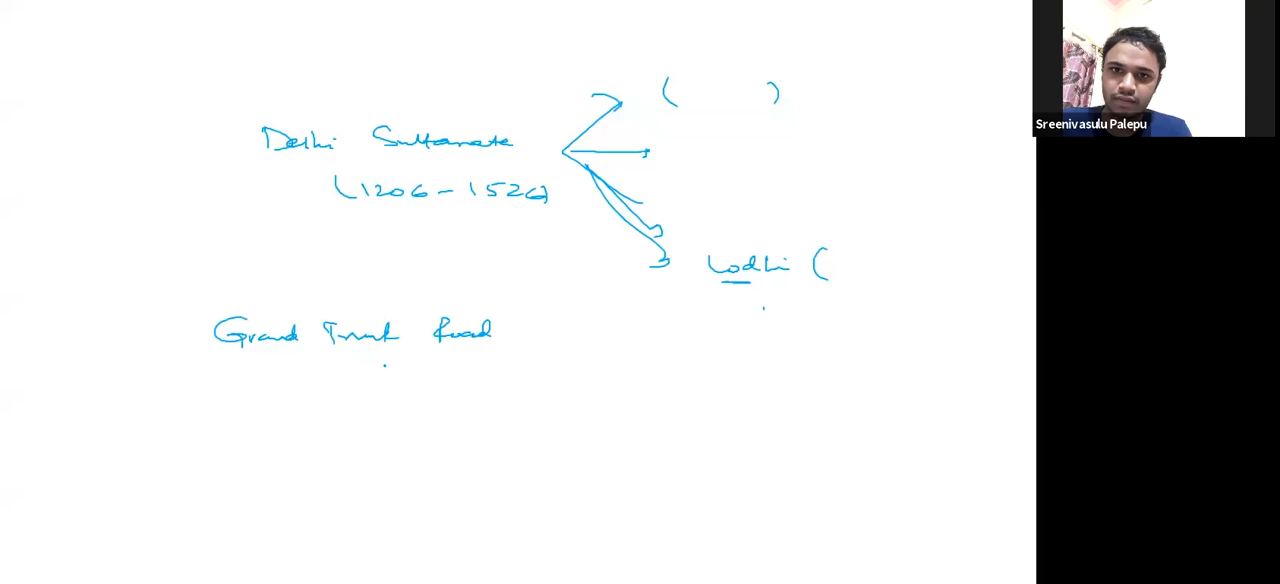 ( )
Sreenivasulu Palepu
Delhi Sultanate
(1206-1526)
Lodhi (
Grand Trunk Road